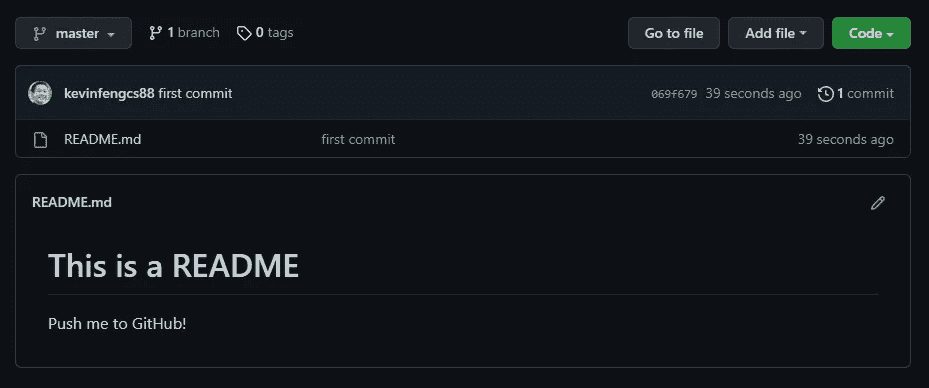 master 1 branch 0 tags Go to file Add file Code
kevinfengcs88 first commit 069f679 39 seconds ago 1 commit
README.md first commit 39 seconds ago
README.md
This is a README
Push me to GitHub!